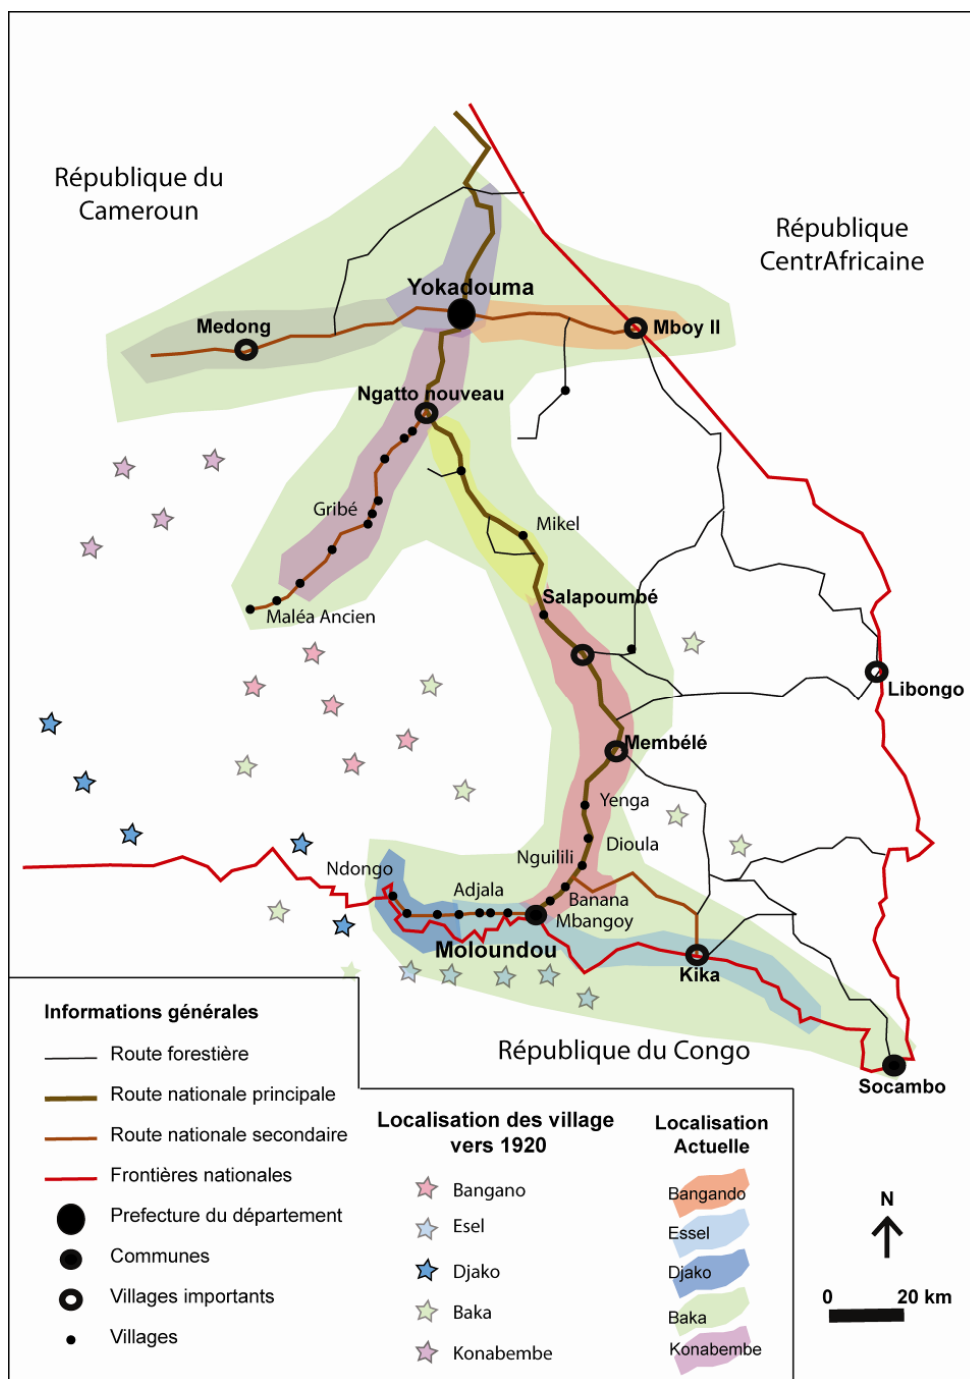 République du
Cameroun
République
CentrAfricaine
Yokadouma
Medong
Mboy II
Ngatto nouveau
Gribé
Mikel
Salapoumbé
Maléa Ancien
Libongo
Membélé
Yenga
Dioula
Nguilili
Ndongo
Adjala
Banana
Mbangoy
Moloundou
Kika
République du Congo
Socambo
Informations générales
Route forestière
Route nationale principale
Route nationale secondaire
Frontières nationales
Prefecture du département
Communes
Villages importants
Villages
Localisation des village
vers 1920
Bangano
Esel
Djako
Baka
Konabembe
Localisation
Actuelle
Bangando
Essel
Djako
Baka
Konabembe
N
0 20 km